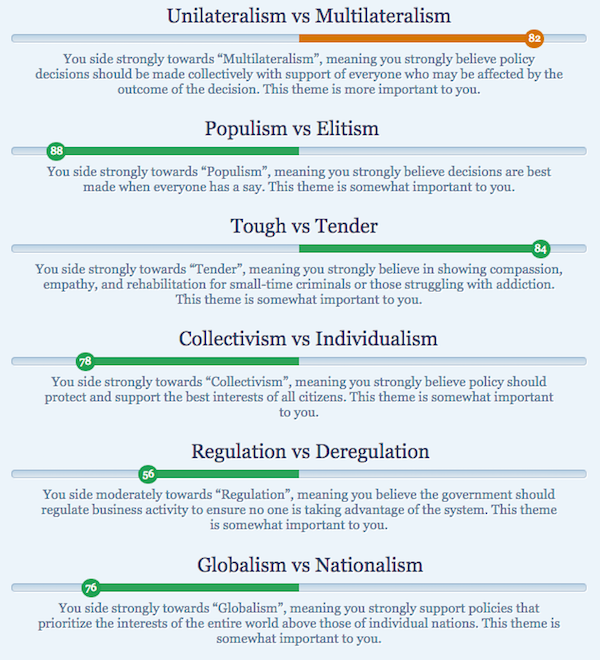 Unilateralism vs Multilateralism
82
You side strongly towards “Multilateralism”, meaning you strongly believe policy
decisions should be made collectively with support of everyone who may be affected by the
outcome of the decision. This theme is more important to you.
Populism vs Elitism
88
You side strongly towards “Populism”, meaning you strongly believe decisions are best
made when everyone has a say. This theme is somewhat important to you.
Tough vs Tender
84
You side strongly towards “Tender”, meaning you strongly believe in showing compassion,
empathy, and rehabilitation for small-time criminals or those struggling with addiction.
This theme is somewhat important to you.
Collectivism vs Individualism
78
You side strongly towards “Collectivism”, meaning you strongly believe policy should
protect and support the best interests of all citizens. This theme is somewhat important
to you.
Regulation vs Deregulation
56
You side moderately towards “Regulation”, meaning you believe the government should
regulate business activity to ensure no one is taking advantage of the system. This theme
is somewhat important to you.
Globalism vs Nationalism
76
You side strongly towards “Globalism”, meaning you strongly support policies that
prioritize the interests of the entire world above those of individual nations. This theme is
somewhat important to you.